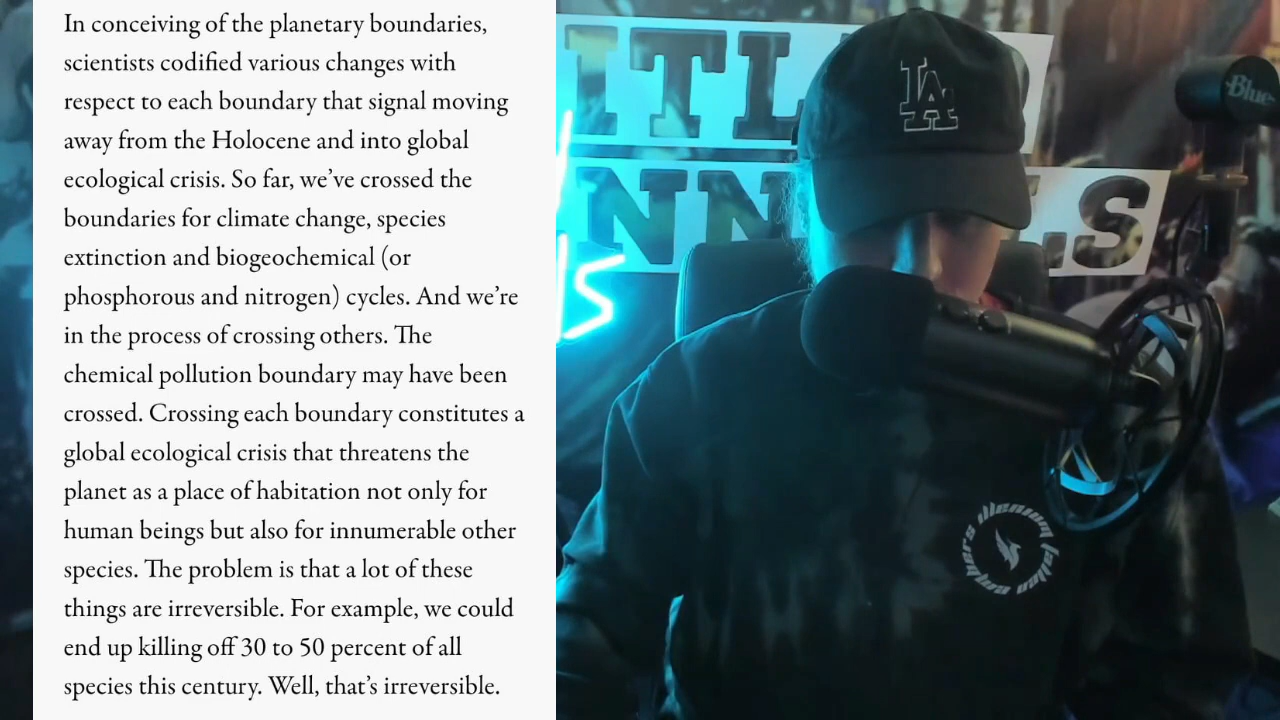 In conceiving of the planetary boundaries,
scientists codified various changes with
respect to each boundary that signal moving
away from the Holocene and into global
ecological crisis. So far, we’ve crossed the
boundaries for climate change, species
extinction and biogeochemical (or
phosphorous and nitrogen) cycles. And we’re
in the process of crossing others. The
chemical pollution boundary may have been
crossed. Crossing each boundary constitutes a
global ecological crisis that threatens the
planet as a place of habitation not only for
human beings but also for innumerable other
species. The problem is that a lot of these
things are irreversible. For example, we could
end up killing off 30 to 50 percent of all
species this century. Well, that’s irreversible.
LA
Blue